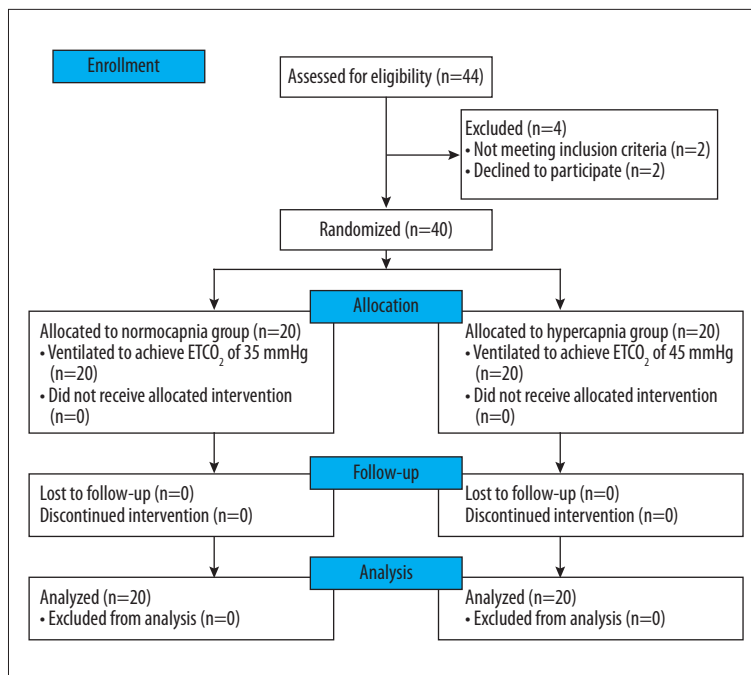 Enrollment
Assessed for eligibility (n=44)
Excluded (n=4)
• Not meeting inclusion criteria (n=2)
• Declined to participate (n=2)
Randomized (n=40)
Allocation
Allocated to normocapnia group (n=20)
• Ventilated to achieve ETCO₂ of 35 mmHg
(n=20)
• Did not receive allocated intervention
(n=0)
Allocated to hypercapnia group (n=20)
• Ventilated to achieve ETCO₂ of 45 mmHg
(n=20)
• Did not receive allocated intervention
(n=0)
Follow-up
Lost to follow-up (n=0)
Discontinued intervention (n=0)
Lost to follow-up (n=0)
Discontinued intervention (n=0)
Analysis
Analyzed (n=20)
• Excluded from analysis (n=0)
Analyzed (n=20)
• Excluded from analysis (n=0)